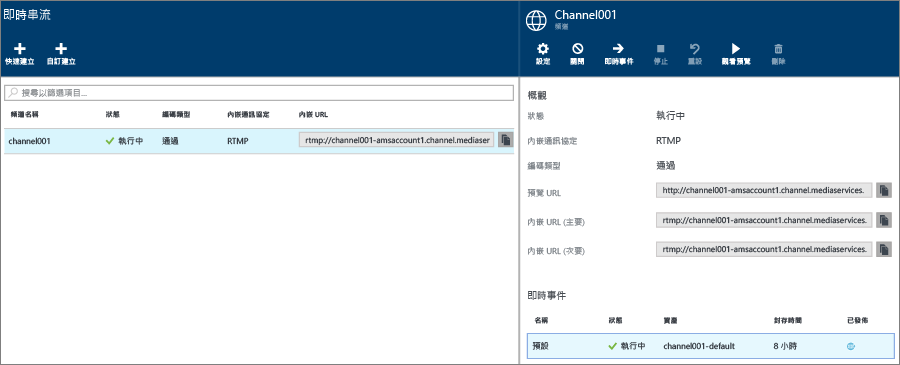 即時串流
快速建立 自訂建立
搜尋以篩選項目...
頻道名稱 狀態 編碼類型 內嵌通訊協定 內嵌 URL
channel001 執行中 通過 RTMP rtmp://channel001-amsaccount1.channel.mediaser
Channel001
頻道
設定 關閉 即時事件 停止 重設 觀看預覽 刪除
概觀
狀態 執行中
內嵌通訊協定 RTMP
編碼類型 通過
預覽 URL http://channel001-amsaccount1.channel.mediaservices.
內嵌 URL (主要) rtmp://channel001-amsaccount1.channel.mediaservices.
內嵌 URL (次要) rtmp://channel001-amsaccount1.channel.mediaservices.
即時事件
名稱 狀態 資產 封存時間 已發佈
預設 執行中 channel001-default 8 小時